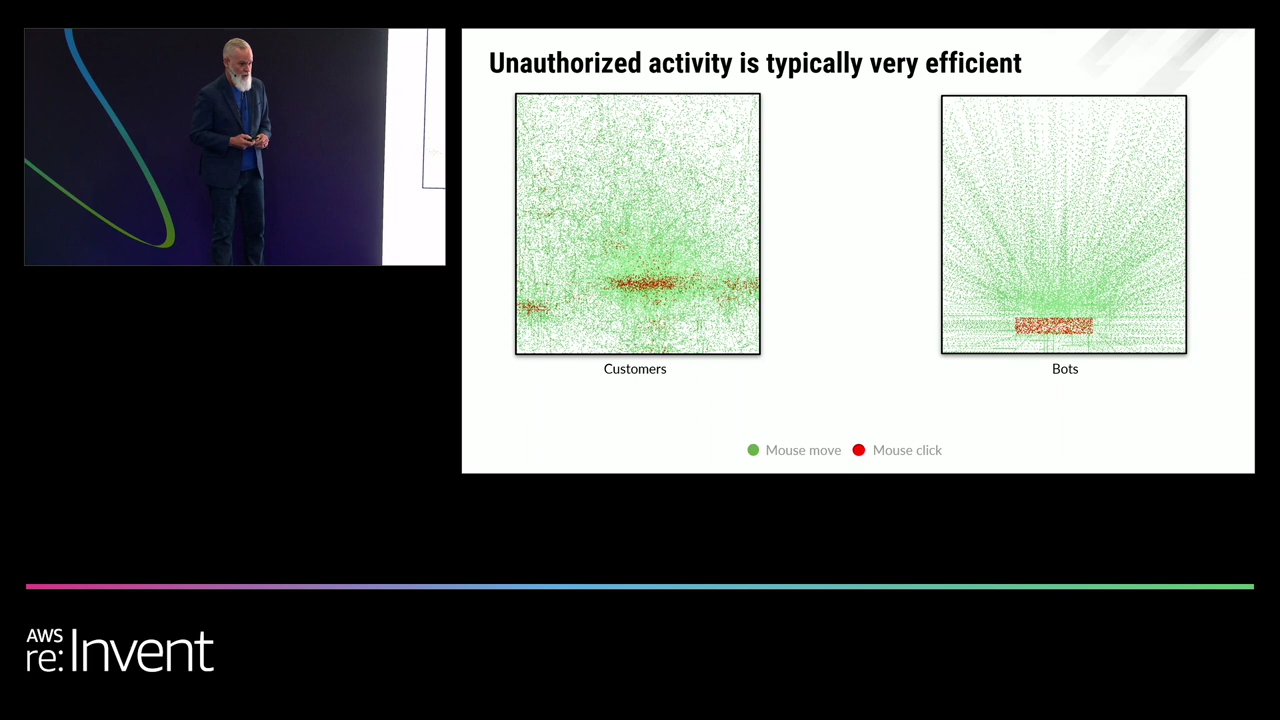 Unauthorized activity is typically very efficient
Customers
Bots
Mouse move
Mouse click
AWS
re:Invent